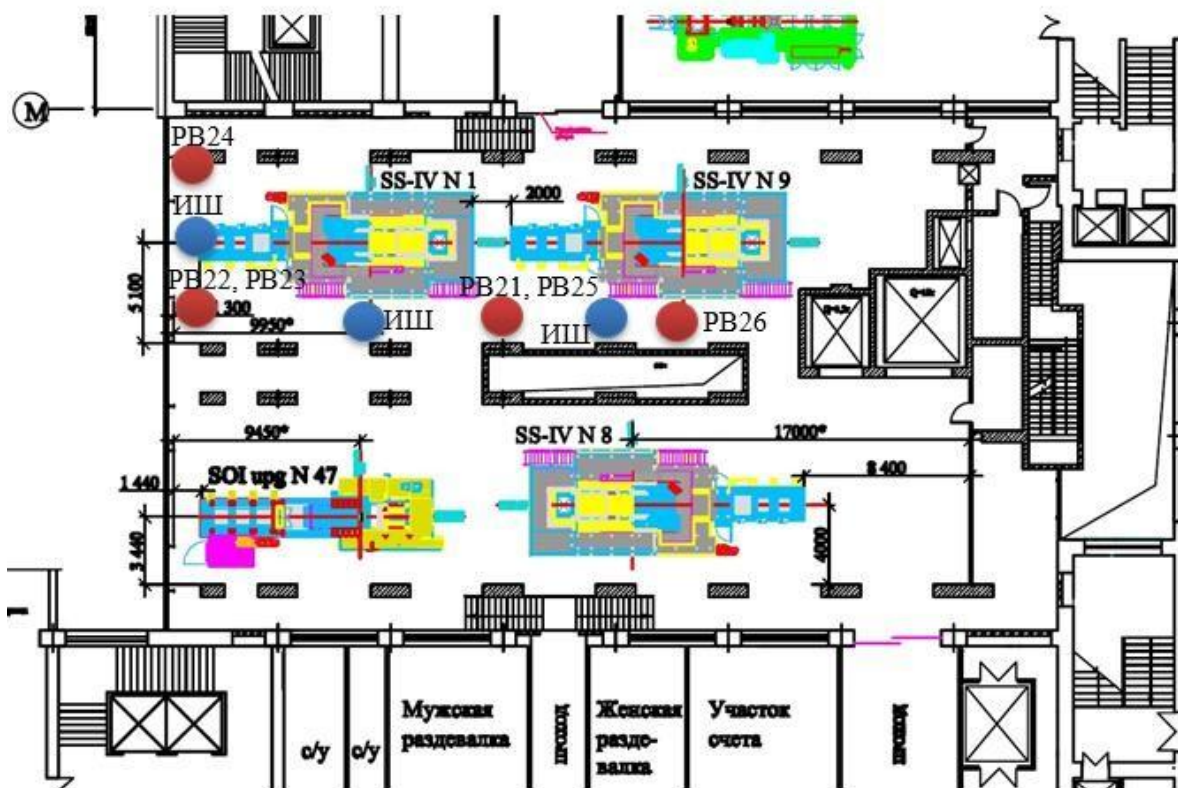 М
РВ24
SS-IV N 1
2000
SS-IV N 9
ИШ
5 100
РВ22, РВ23
РВ21, РВ25
300
9950*
ИШ
ИШ
РВ26
9450*
SS-IV N 8
17000*
8 400
SOI upg N 47
1 440
3 440
4000
Мужская
раздевалка
проход
Женская
разде-
валка
Участок
счета
проход
с/у
с/у